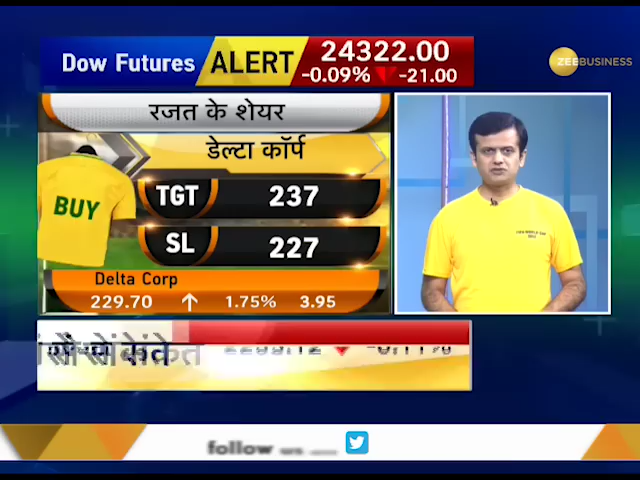 Dow Futures ALERT 24322.00
-0.09% -21.00
ZEEBUSINESS
रजत के शेयर
डेल्टा कॉर्प
BUY
TGT 237
SL 227
Delta Corp
229.70 1.75% 3.95
follow us